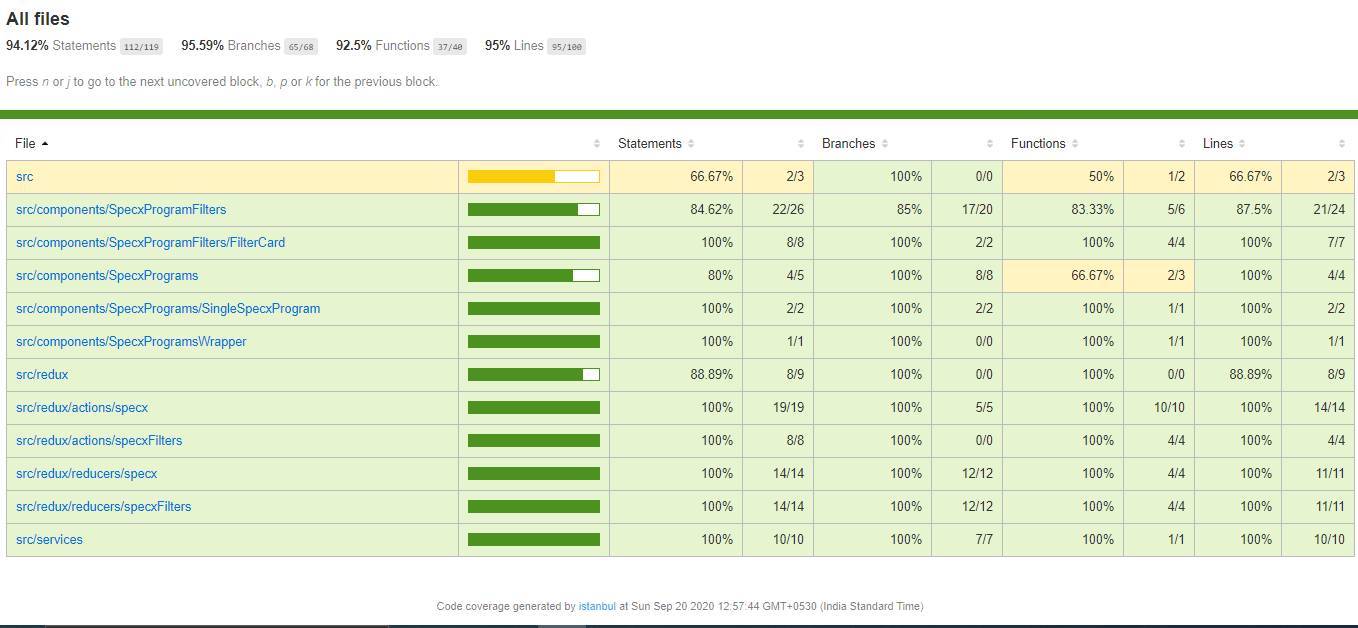 All files
94.12% Statements 112/119 95.59% Branches 65/68 92.5% Functions 37/40 95% Lines 95/100
Press n or j to go to the next uncovered block, b, p or k for the previous block.
File Statements Branches Functions Lines
src 66.67% 2/3 100% 0/0 50% 1/2 66.67% 2/3
src/components/SpecxProgramFilters 84.62% 22/26 85% 17/20 83.33% 5/6 87.5% 21/24
src/components/SpecxProgramFilters/FilterCard 100% 8/8 100% 2/2 100% 4/4 100% 7/7
src/components/SpecxPrograms 80% 4/5 100% 8/8 66.67% 2/3 100% 4/4
src/components/SpecxPrograms/SingleSpecxProgram 100% 2/2 100% 2/2 100% 1/1 100% 2/2
src/components/SpecxProgramsWrapper 100% 1/1 100% 0/0 100% 1/1 100% 1/1
src/redux 88.89% 8/9 100% 0/0 100% 0/0 88.89% 8/9
src/redux/actions/specx 100% 19/19 100% 5/5 100% 10/10 100% 14/14
src/redux/actions/specxFilters 100% 8/8 100% 0/0 100% 4/4 100% 4/4
src/redux/reducers/specx 100% 14/14 100% 12/12 100% 4/4 100% 11/11
src/redux/reducers/specxFilters 100% 14/14 100% 12/12 100% 4/4 100% 11/11
src/services 100% 10/10 100% 7/7 100% 1/1 100% 10/10
Code coverage generated by istanbul at Sun Sep 20 2020 12:57:44 GMT+0530 (India Standard Time)